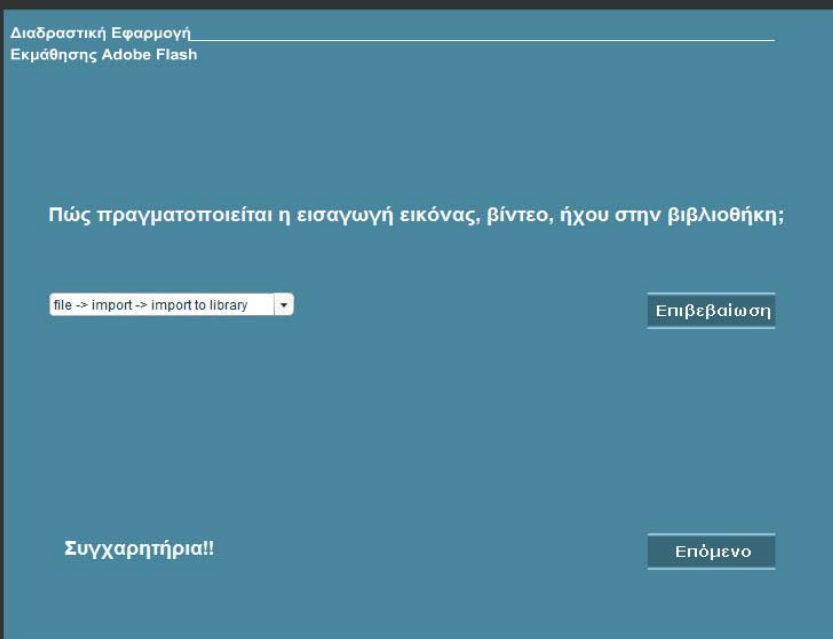 Διαδραστική Εφαρμογή
Εκμάθησης Adobe Flash
Πώς πραγματοποιείται η εισαγωγή εικόνας, βίντεο, ήχου στην βιβλιοθήκη;
file -> import -> import to library
Επιβεβαίωση
Συγχαρητήρια!!
Επόμενο